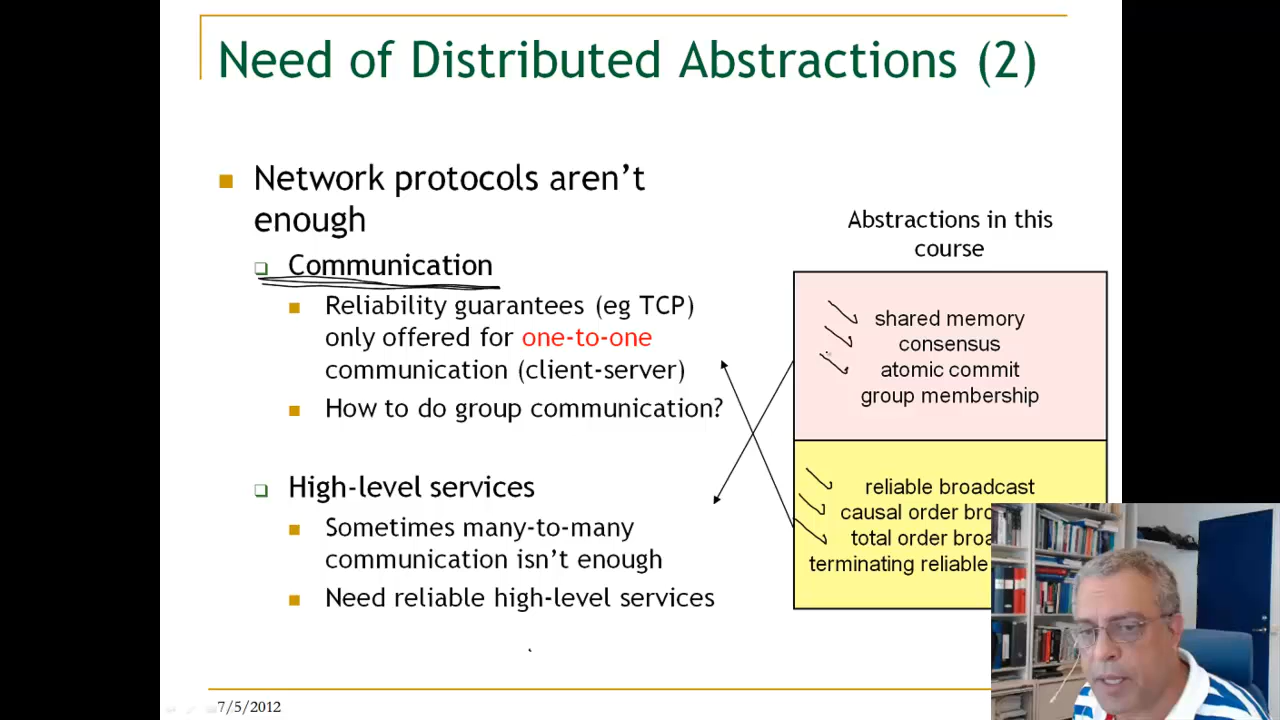 Need of Distributed Abstractions (2)
Network protocols aren't
enough
Communication
Reliability guarantees (eg TCP)
only offered for one-to-one
communication (client-server)
How to do group communication?
High-level services
Sometimes many-to-many
communication isn't enough
Need reliable high-level services
Abstractions in this
course
shared memory
consensus
atomic commit
group membership
reliable broadcast
causal order
total order
terminating reliable
7/5/2012